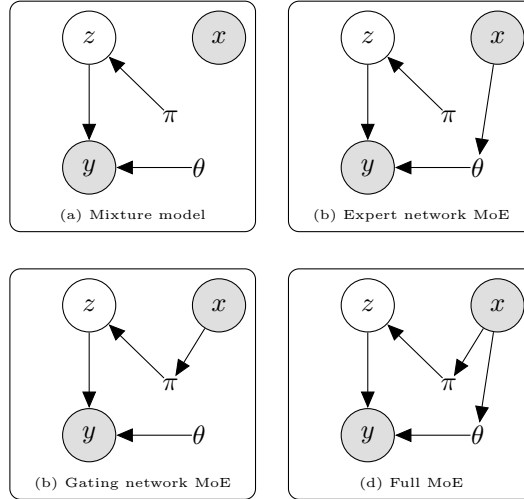 z x
π
y θ
(a) Mixture model
z x
π
y θ
(b) Expert network MoE
z x
π
y θ
(b) Gating network MoE
z x
π
y θ
(d) Full MoE